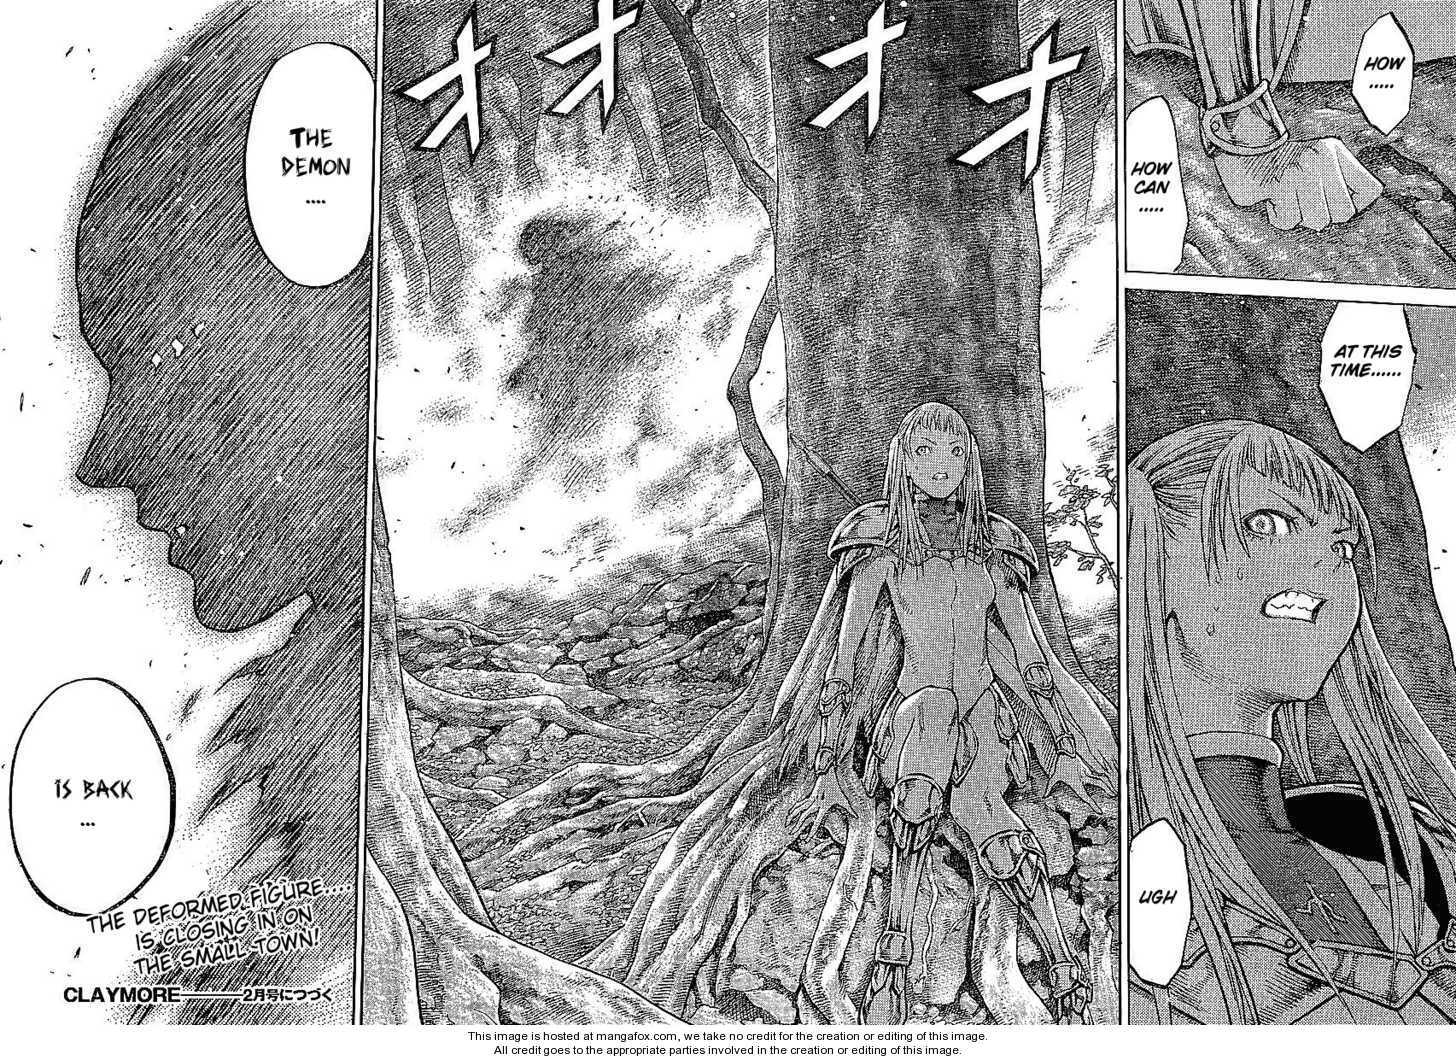 HOW
.....
HOW
CAN
.....
AT THIS
TIME......
UGH
オオオオ
THE
DEMON
....
IS BACK
...
THE DEFORMED FIGURE....
IS CLOSING IN ON
THE SMALL TOWN!
CLAYMORE——2月号につづく
This image is hosted at mangafox.com, we take no credit for the creation or editing of this image.
All credit goes to the appropriate parties involved in the creation or editing of this image.